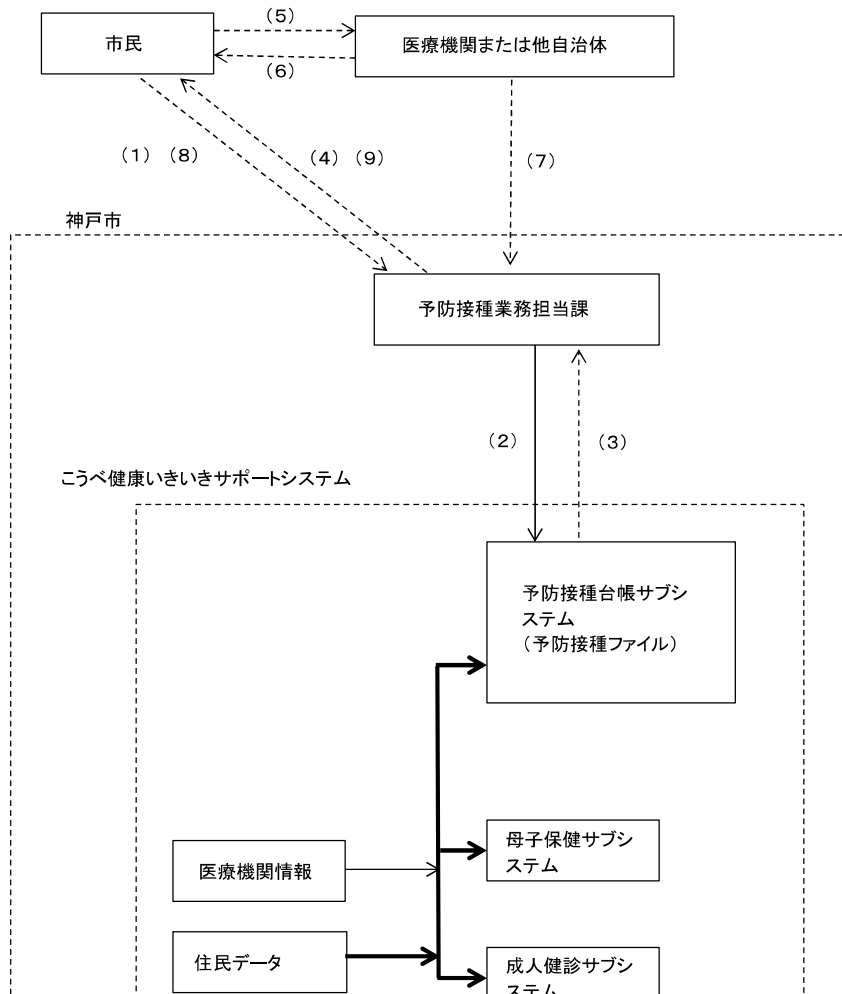 市民
(5)
医療機関または他自治体
(6)
(1) (8)
(4) (9)
(7)
神戸市
予防接種業務担当課
(2)
(3)
こうべ健康いきいきサポートシステム
予防接種台帳サブシ
ステム
(予防接種ファイル)
母子保健サブシ
ステム
医療機関情報
住民データ
成人健診サブシ
ステム